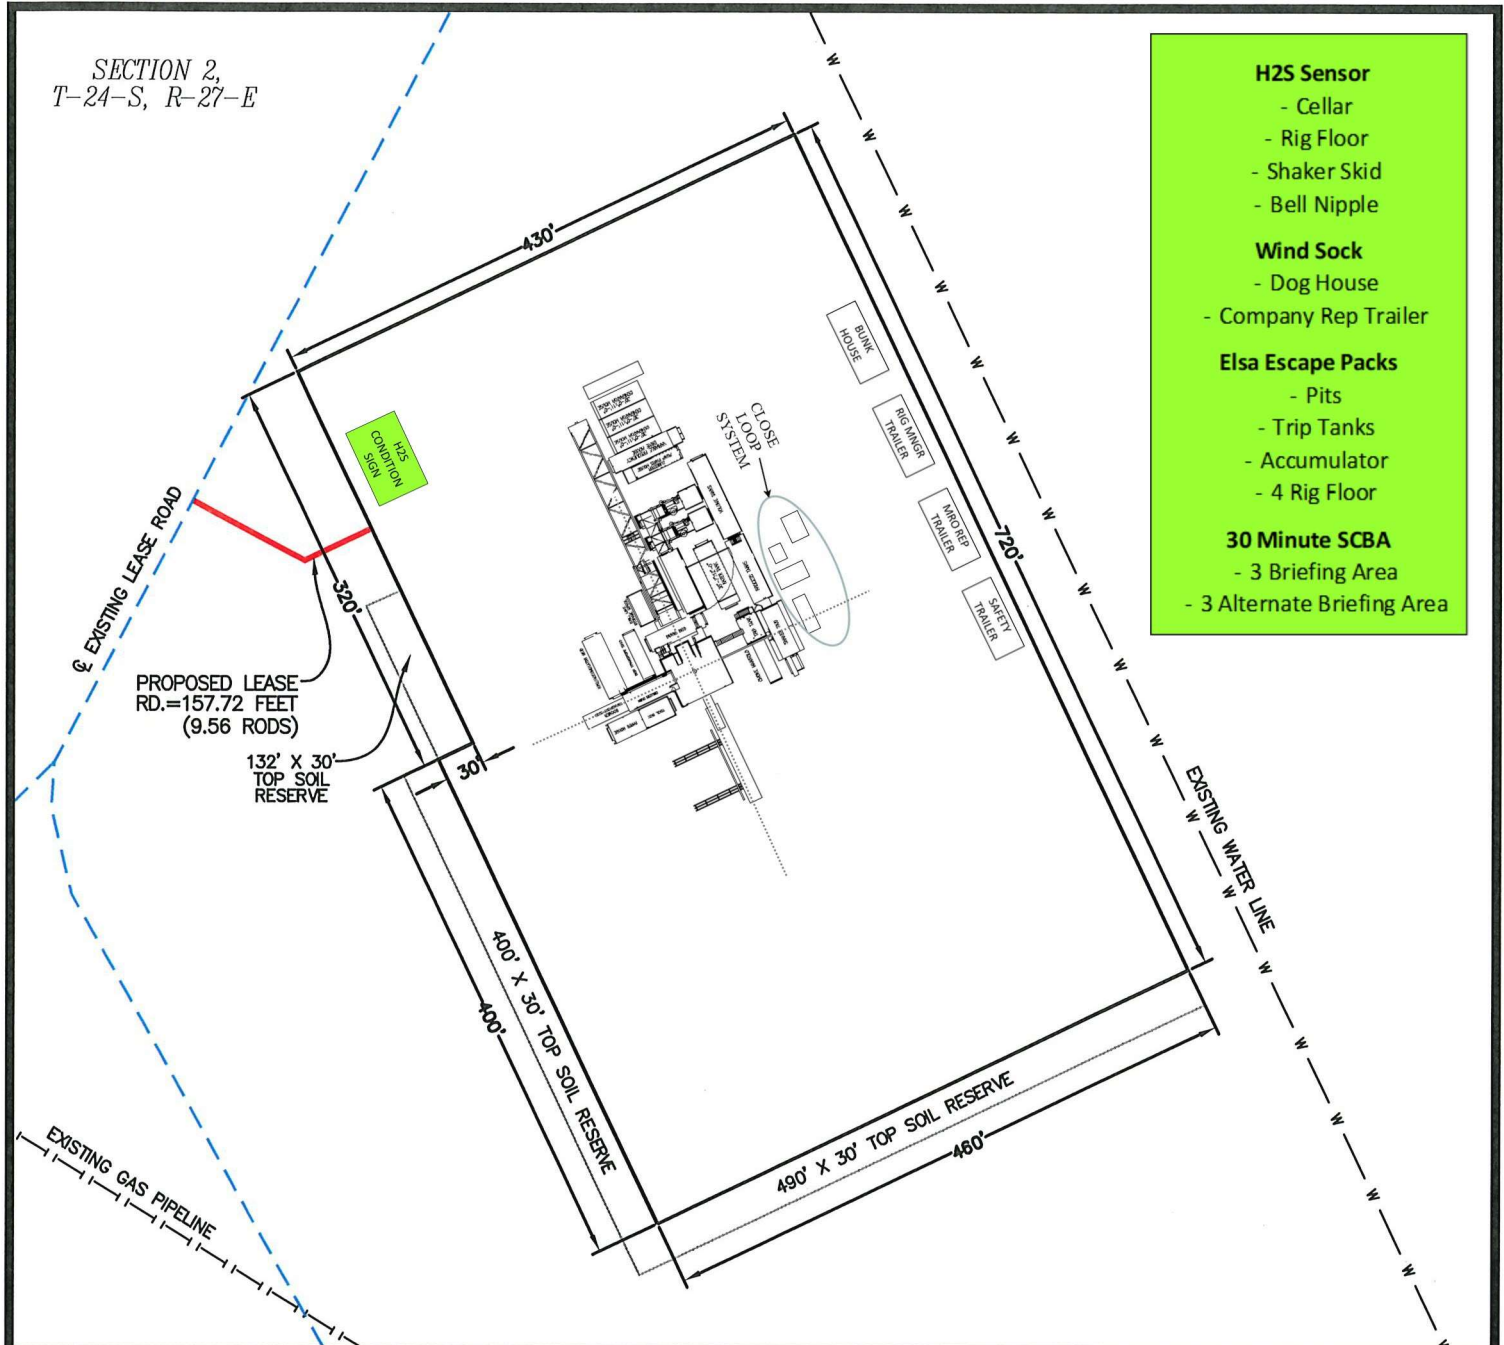 SECTION 2,
T-24-S, R-27-E
H2S Sensor
- Cellar
- Rig Floor
- Shaker Skid
- Bell Nipple
Wind Sock
- Dog House
- Company Rep Trailer
Elsa Escape Packs
- Pits
- Trip Tanks
- Accumulator
- 4 Rig Floor
30 Minute SCBA
- 3 Briefing Area
- 3 Alternate Briefing Area
430'
BUNK
HOUSE
RIG MNGR
TRAILER
MRO REP
TRAILER
SAFETY
TRAILER
CLOSE
LOOP
SYSTEM
H2S
CONDITION
SIGN
720'
320'
℄ EXISTING LEASE ROAD
PROPOSED LEASE
RD.=157.72 FEET
(9.56 RODS)
132' X 30'
TOP SOIL
RESERVE
30'
EXISTING WATER LINE
W W W W W W W W W W W W W W W W W W W W W W W W W
400' X 30' TOP SOIL RESERVE
400'
490' X 30' TOP SOIL RESERVE
460'
EXISTING GAS PIPELINE